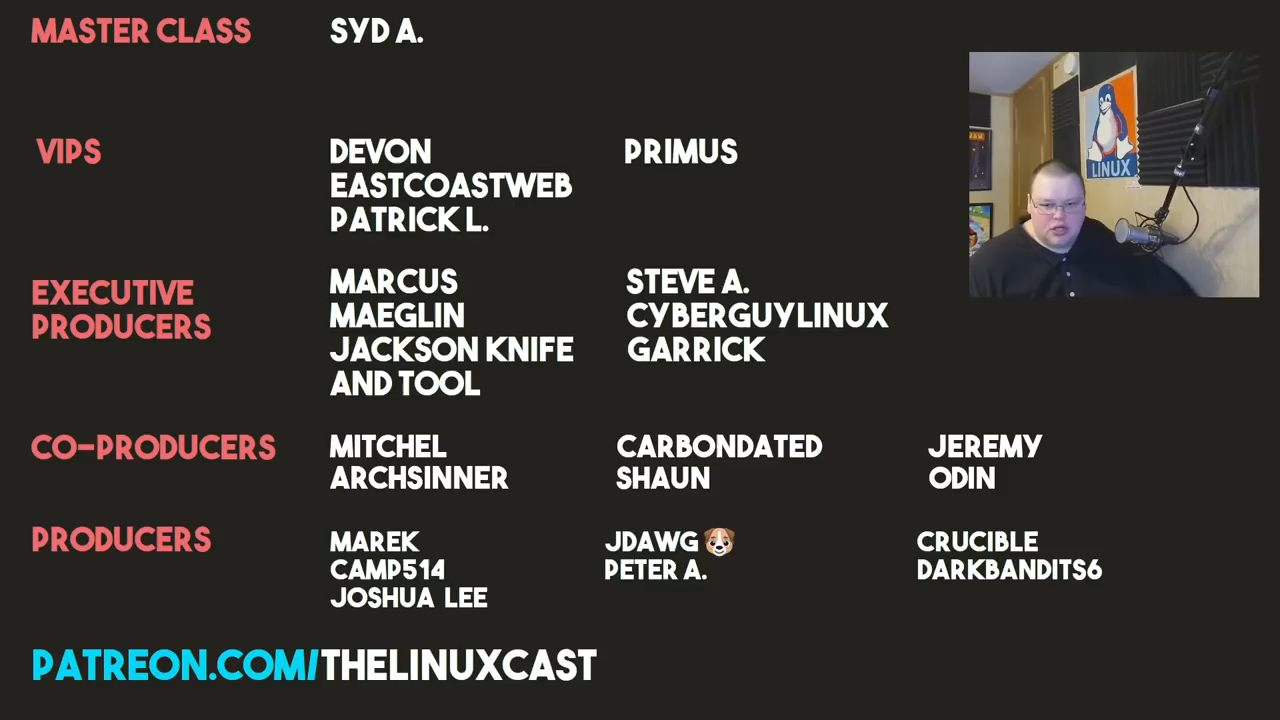 MASTER CLASS
SYD A.
VIPS
DEVON
EASTCOASTWEB
PATRICK L.
PRIMUS
LINUX
EXECUTIVE
PRODUCERS
MARCUS
MAEGLIN
JACKSON KNIFE
AND TOOL
STEVE A.
CYBERGUYLINUX
GARRICK
CO-PRODUCERS
MITCHEL
ARCHSINNER
CARBONDATED
SHAUN
JEREMY
ODIN
PRODUCERS
MAREK
CAMP514
JOSHUA LEE
JDAWG 🐶
PETER A.
CRUCIBLE
DARKBANDITS6
PATREON.COM/THELINUXCAST